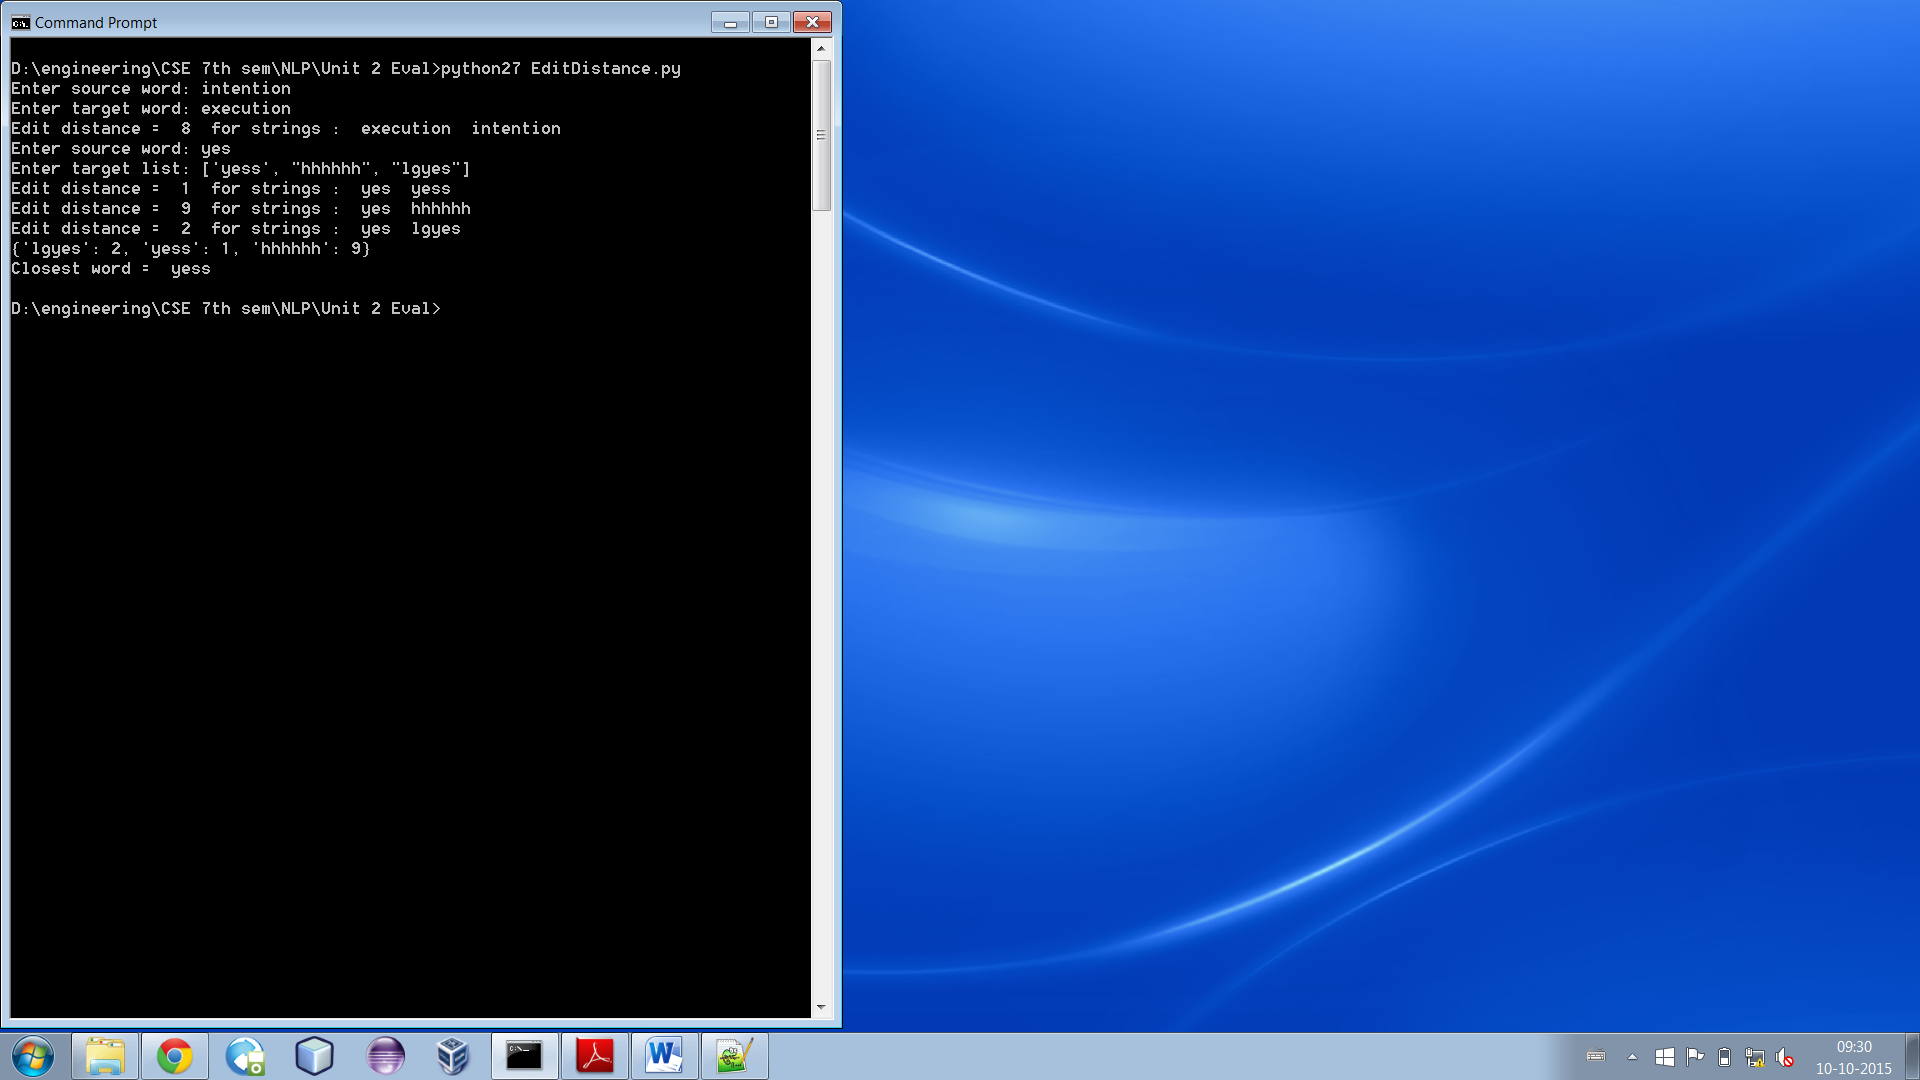 Command Prompt
D:\engineering\CSE 7th sem\NLP\Unit 2 Eval>python27 EditDistance.py
Enter source word: intention
Enter target word: execution
Edit distance =  8  for strings :  execution  intention
Enter source word: yes
Enter target list: ['yess', "hhhhhh", "lgyes"]
Edit distance =  1  for strings :  yes  yess
Edit distance =  9  for strings :  yes  hhhhhh
Edit distance =  2  for strings :  yes  lgyes
{'lgyes': 2, 'yess': 1, 'hhhhhh': 9}
Closest word =  yess
D:\engineering\CSE 7th sem\NLP\Unit 2 Eval>
09:30
10-10-2015